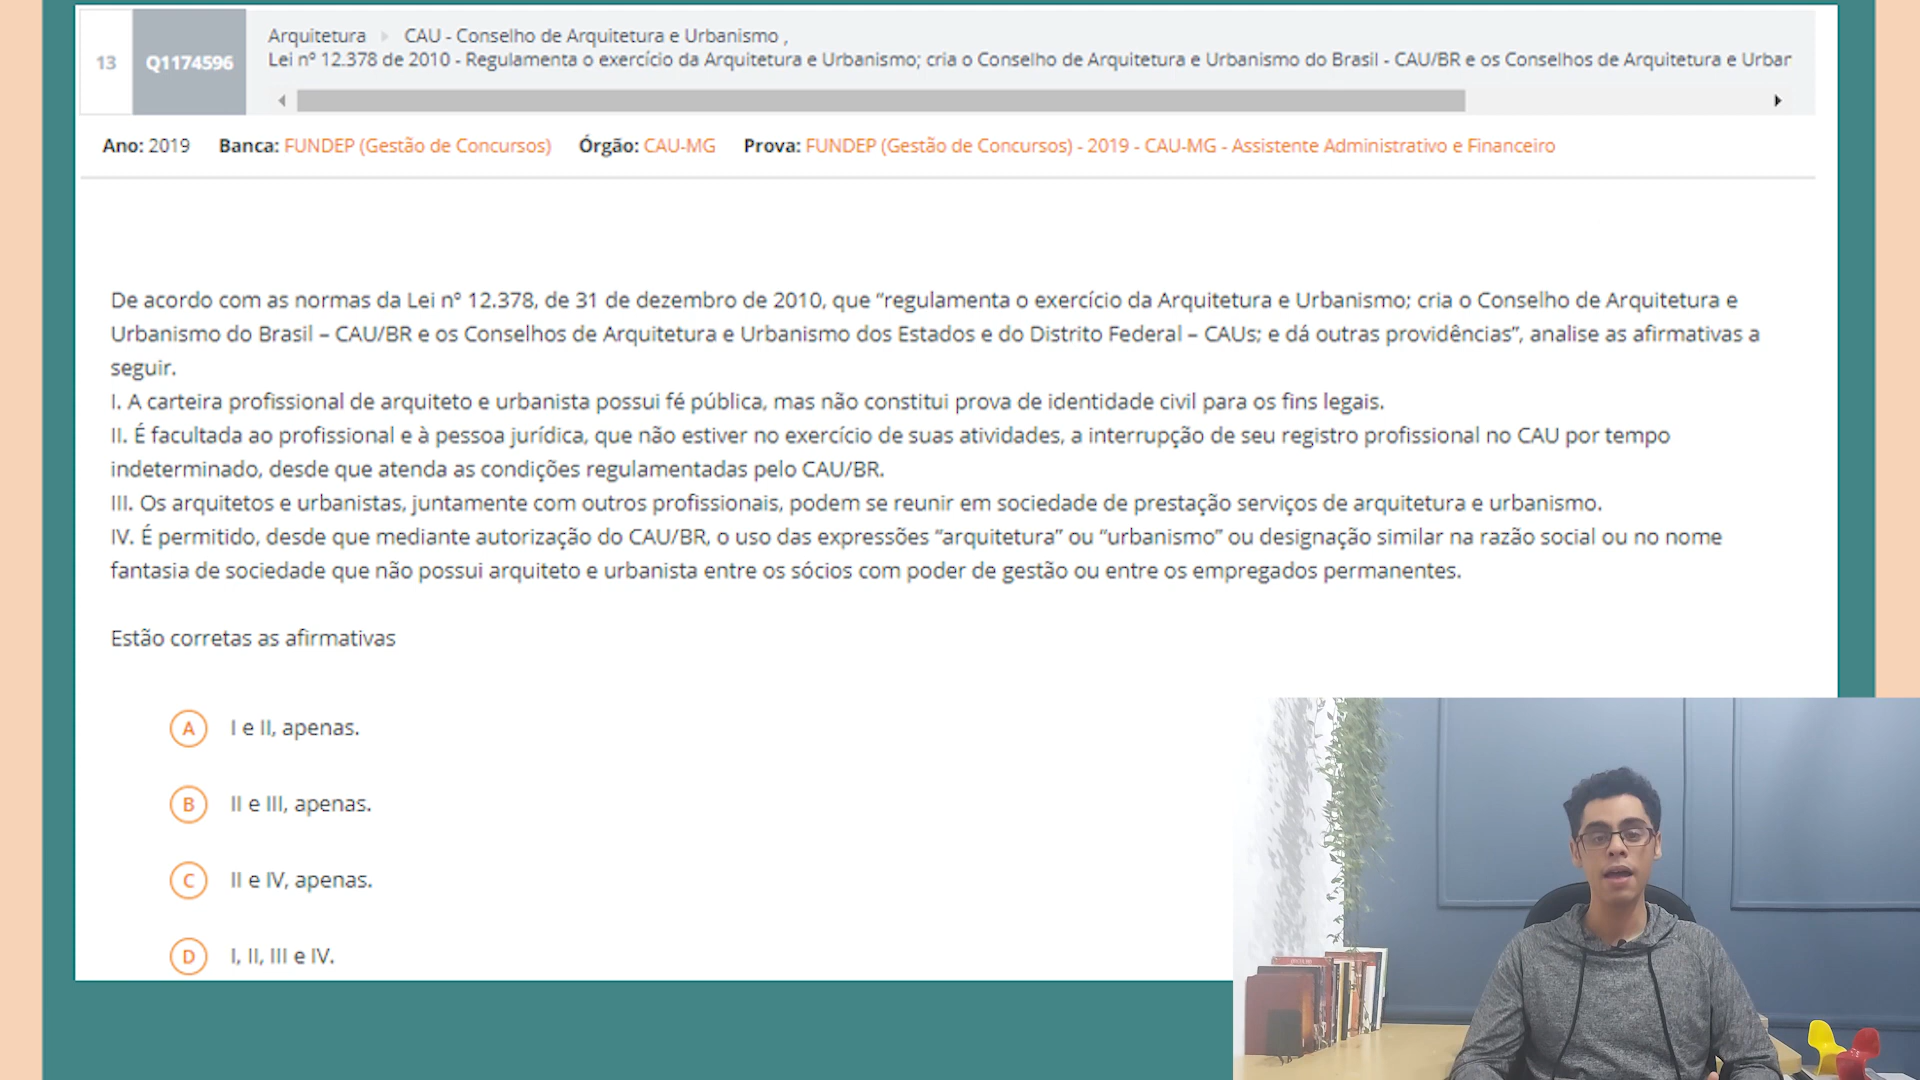 13
Q1174596
Arquitetura
CAU - Conselho de Arquitetura e Urbanismo ,
Lei nº 12.378 de 2010 - Regulamenta o exercício da Arquitetura e Urbanismo; cria o Conselho de Arquitetura e Urbanismo do Brasil - CAU/BR e os Conselhos de Arquitetura e Urbar
Ano: 2019 Banca: FUNDEP (Gestão de Concursos) Órgão: CAU-MG Prova: FUNDEP (Gestão de Concursos) - 2019 - CAU-MG - Assistente Administrativo e Financeiro
De acordo com as normas da Lei nº 12.378, de 31 de dezembro de 2010, que “regulamenta o exercício da Arquitetura e Urbanismo; cria o Conselho de Arquitetura e
Urbanismo do Brasil – CAU/BR e os Conselhos de Arquitetura e Urbanismo dos Estados e do Distrito Federal – CAUs; e dá outras providências”, analise as afirmativas a
seguir.
I. A carteira profissional de arquiteto e urbanista possui fé pública, mas não constitui prova de identidade civil para os fins legais.
II. É facultada ao profissional e à pessoa jurídica, que não estiver no exercício de suas atividades, a interrupção de seu registro profissional no CAU por tempo
indeterminado, desde que atenda as condições regulamentadas pelo CAU/BR.
III. Os arquitetos e urbanistas, juntamente com outros profissionais, podem se reunir em sociedade de prestação serviços de arquitetura e urbanismo.
IV. É permitido, desde que mediante autorização do CAU/BR, o uso das expressões “arquitetura” ou “urbanismo” ou designação similar na razão social ou no nome
fantasia de sociedade que não possui arquiteto e urbanista entre os sócios com poder de gestão ou entre os empregados permanentes.
Estão corretas as afirmativas
A I e II, apenas.
B II e III, apenas.
C II e IV, apenas.
D I, II, III e IV.